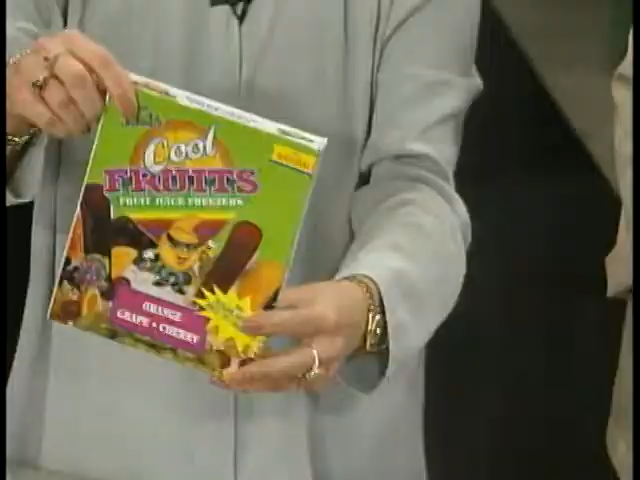 Cool
FRUITS
FRUIT JUICE FREEZERS
ORANGE
GRAPE • CHERRY